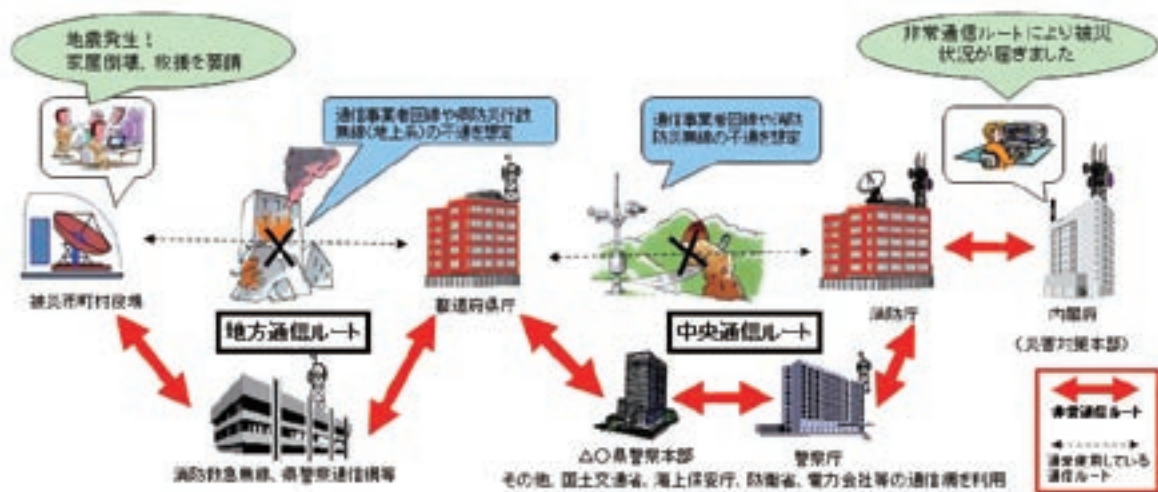 地震発生！
家屋倒壊、救援を要請
非常通信ルートにより被災
状況が届きました
通信事業者回線や県防災行政
無線(地上系)の不通を想定
通信事業者回線や消防
防災無線の不通を想定
被災市町村役場
都道府県庁
消防庁
内閣府
(災害対策本部)
地方通信ルート
中央通信ルート
消防救急無線、県警察通信網等
△○県警察本部
警察庁
その他、国土交通省、海上保安庁、防衛省、電力会社等の通信網を利用
非常通信ルート
通常使用している
通信ルート